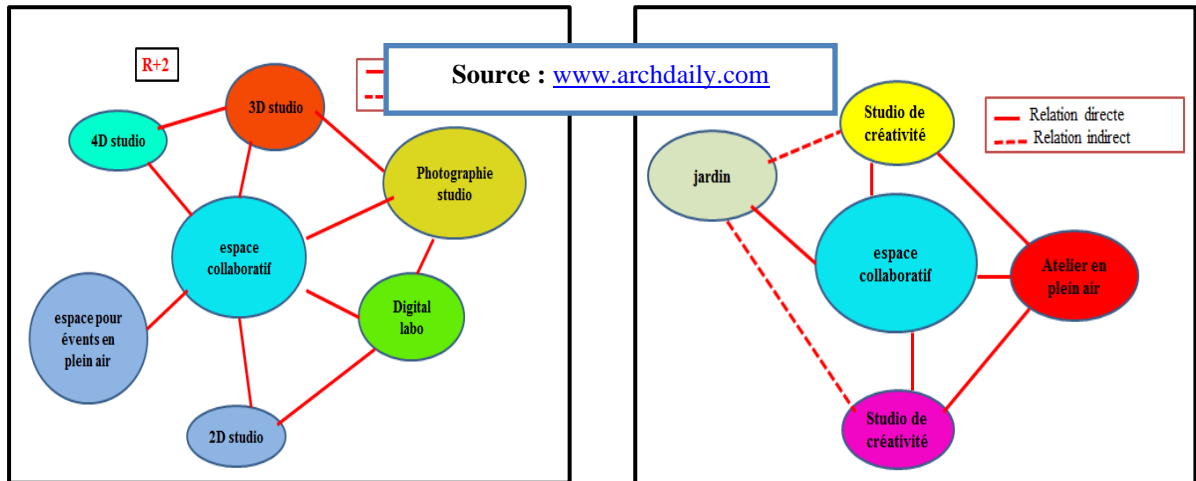 R+2
Source : www.archdaily.com
3D studio
4D studio
Photographie
studio
espace
collaboratif
espace pour
évents en
plein air
Digital
labo
2D studio
Studio de
créativité
Relation directe
Relation indirect
jardin
espace
collaboratif
Atelier en
plein air
Studio de
créativité